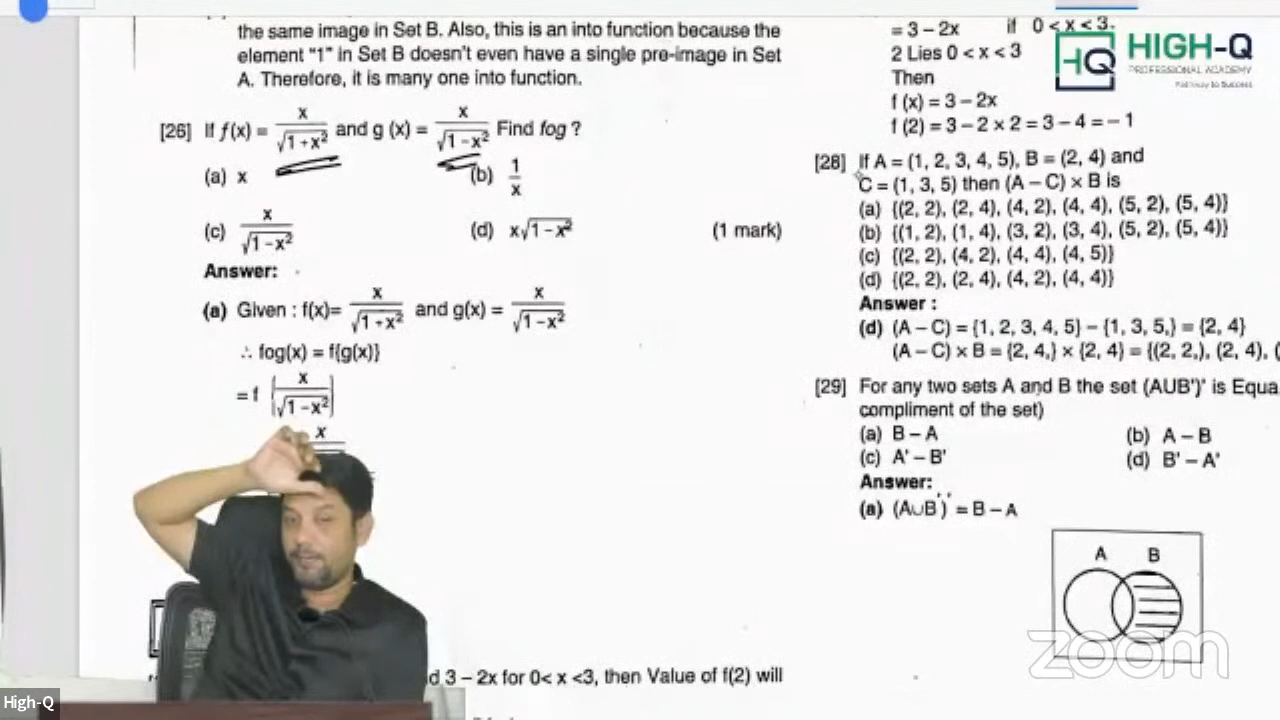 the same image in Set B. Also, this is an into function because the
element "1" in Set B doesn't even have a single pre-image in Set
A. Therefore, it is many one into function.
[26] If f(x) = x/√1+x² and g (x) = x/√1−x² Find fog ?
(a) x
(b) 1/x
(c) x/√1−x²
(d) x√1−x²
(1 mark)
Answer:
(a) Given : f(x)= x/√1+x² and g(x) = x/√1−x²
∴ fog(x) = f{g(x)}
= f [x/√1−x²]
x
d 3 − 2x for 0< x <3, then Value of f(2) will
High-Q
= 3 − 2x if 0 < x < 3.
2 Lies 0 < x < 3
Then
f (x) = 3 − 2x
f (2) = 3 − 2 × 2 = 3 − 4 = − 1
[28] If A = (1, 2, 3, 4, 5), B = (2, 4) and
C = (1, 3, 5) then (A − C) × B is
(a) {(2, 2), (2, 4), (4, 2), (4, 4), (5, 2), (5, 4)}
(b) {(1, 2), (1, 4), (3, 2), (3, 4), (5, 2), (5, 4)}
(c) {(2, 2), (4, 2), (4, 4), (4, 5)}
(d) {(2, 2), (2, 4), (4, 2), (4, 4)}
Answer :
(d) (A − C) = {1, 2, 3, 4, 5} − {1, 3, 5,} = {2, 4}
(A − C) × B = {2, 4,} × {2, 4} = {(2, 2,), (2, 4), (
[29] For any two sets A and B the set (AUB')' is Equa
compliment of the set)
(a) B − A
(b) A − B
(c) A' − B'
(d) B' − A'
Answer:
(a) (A∪B')' = B − A
A B
HQ
HIGH-Q
PROFESSIONAL ACADEMY
Pathway to Success
zoom